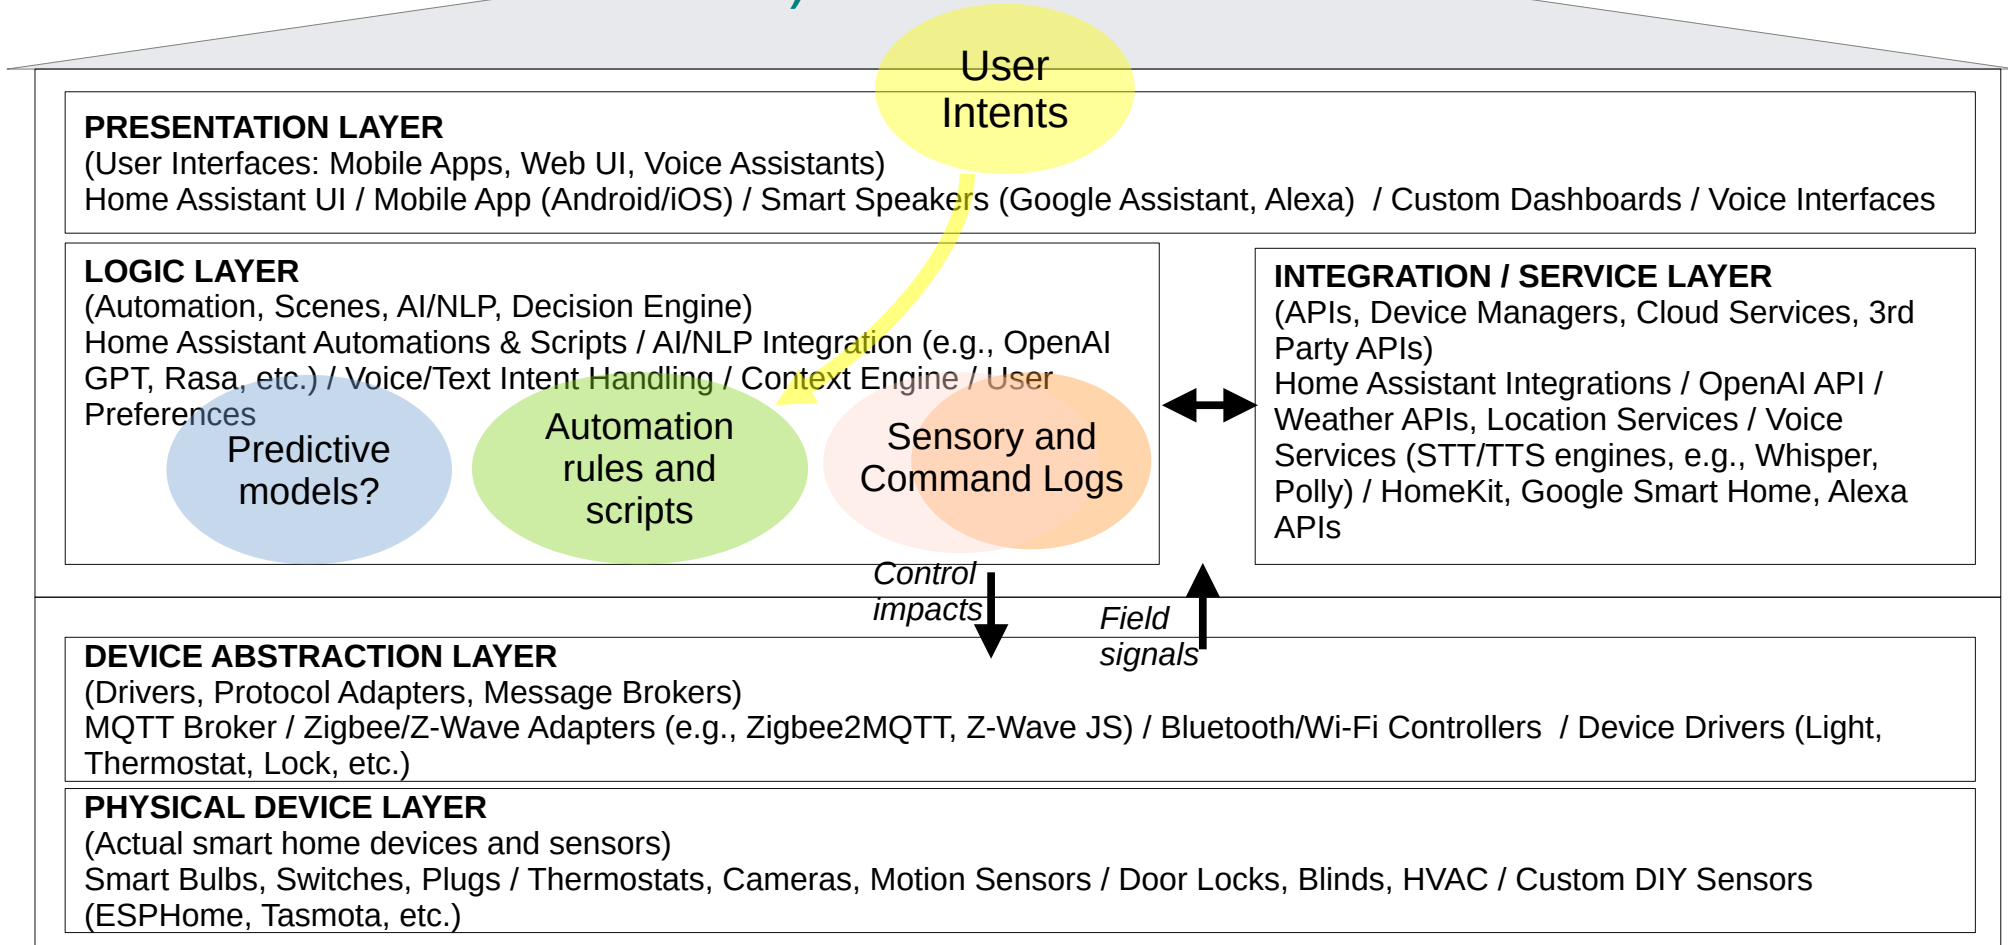 User
Intents
PRESENTATION LAYER
(User Interfaces: Mobile Apps, Web UI, Voice Assistants)
Home Assistant UI / Mobile App (Android/iOS) / Smart Speakers (Google Assistant, Alexa)  / Custom Dashboards / Voice Interfaces
LOGIC LAYER
(Automation, Scenes, AI/NLP, Decision Engine)
Home Assistant Automations & Scripts / AI/NLP Integration (e.g., OpenAI
GPT, Rasa, etc.) / Voice/Text Intent Handling / Context Engine / User
Preferences
Predictive
models?
Automation
rules and
scripts
Sensory and
Command Logs
INTEGRATION / SERVICE LAYER
(APIs, Device Managers, Cloud Services, 3rd
Party APIs)
Home Assistant Integrations / OpenAI API /
Weather APIs, Location Services / Voice
Services (STT/TTS engines, e.g., Whisper,
Polly) / HomeKit, Google Smart Home, Alexa
APIs
Control
impacts
Field
signals
DEVICE ABSTRACTION LAYER
(Drivers, Protocol Adapters, Message Brokers)
MQTT Broker / Zigbee/Z-Wave Adapters (e.g., Zigbee2MQTT, Z-Wave JS) / Bluetooth/Wi-Fi Controllers  / Device Drivers (Light,
Thermostat, Lock, etc.)
PHYSICAL DEVICE LAYER
(Actual smart home devices and sensors)
Smart Bulbs, Switches, Plugs / Thermostats, Cameras, Motion Sensors / Door Locks, Blinds, HVAC / Custom DIY Sensors
(ESPHome, Tasmota, etc.)